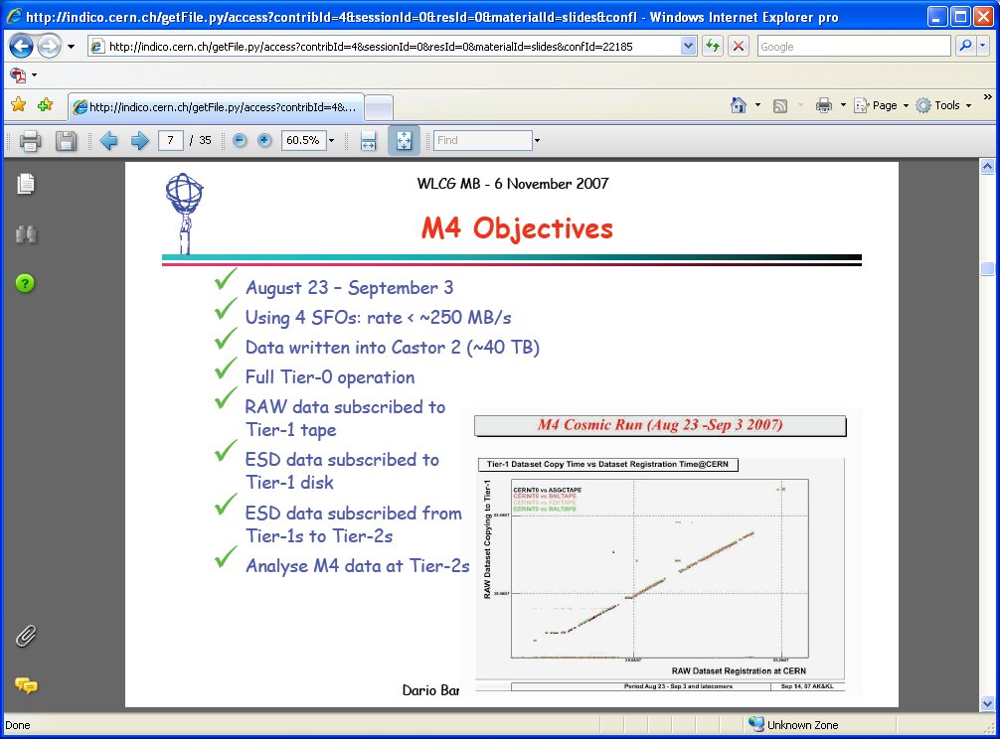 http://indico.cern.ch/getFile.py/access?contribId=4&sessionId=0&resId=0&materialId=slides&confI - Windows Internet Explorer pro
http://indico.cern.ch/getFile.py/access?contribId=4&sessionId=0&resId=0&materialId=slides&confId=22185
Google
http://indico.cern.ch/getFile.py/access?contribId=4&...
Page
Tools
7 / 35
60.5%
Find
WLCG MB - 6 November 2007
M4 Objectives
August 23 – September 3
Using 4 SFOs: rate < ~250 MB/s
Data written into Castor 2 (~40 TB)
Full Tier-0 operation
RAW data subscribed to
Tier-1 tape
ESD data subscribed to
Tier-1 disk
ESD data subscribed from
Tier-1s to Tier-2s
Analyse M4 data at Tier-2s
M4 Cosmic Run (Aug 23 -Sep 3 2007)
Tier-1 Dataset Copy Time vs Dataset Registration Time@CERN
CERNT0 vs ASGCTAPE
CERNT0 vs BNLTAPE
CERNT0 vs FZKTAPE
CERNT0 vs RALTAPE
RAW Dataset Copying to Tier-1
RAW Dataset Registration at CERN
Period Aug 23 - Sep 3 and latecomers
Sep 14, 07 AK&KL
Dario Bar
Done
Unknown Zone